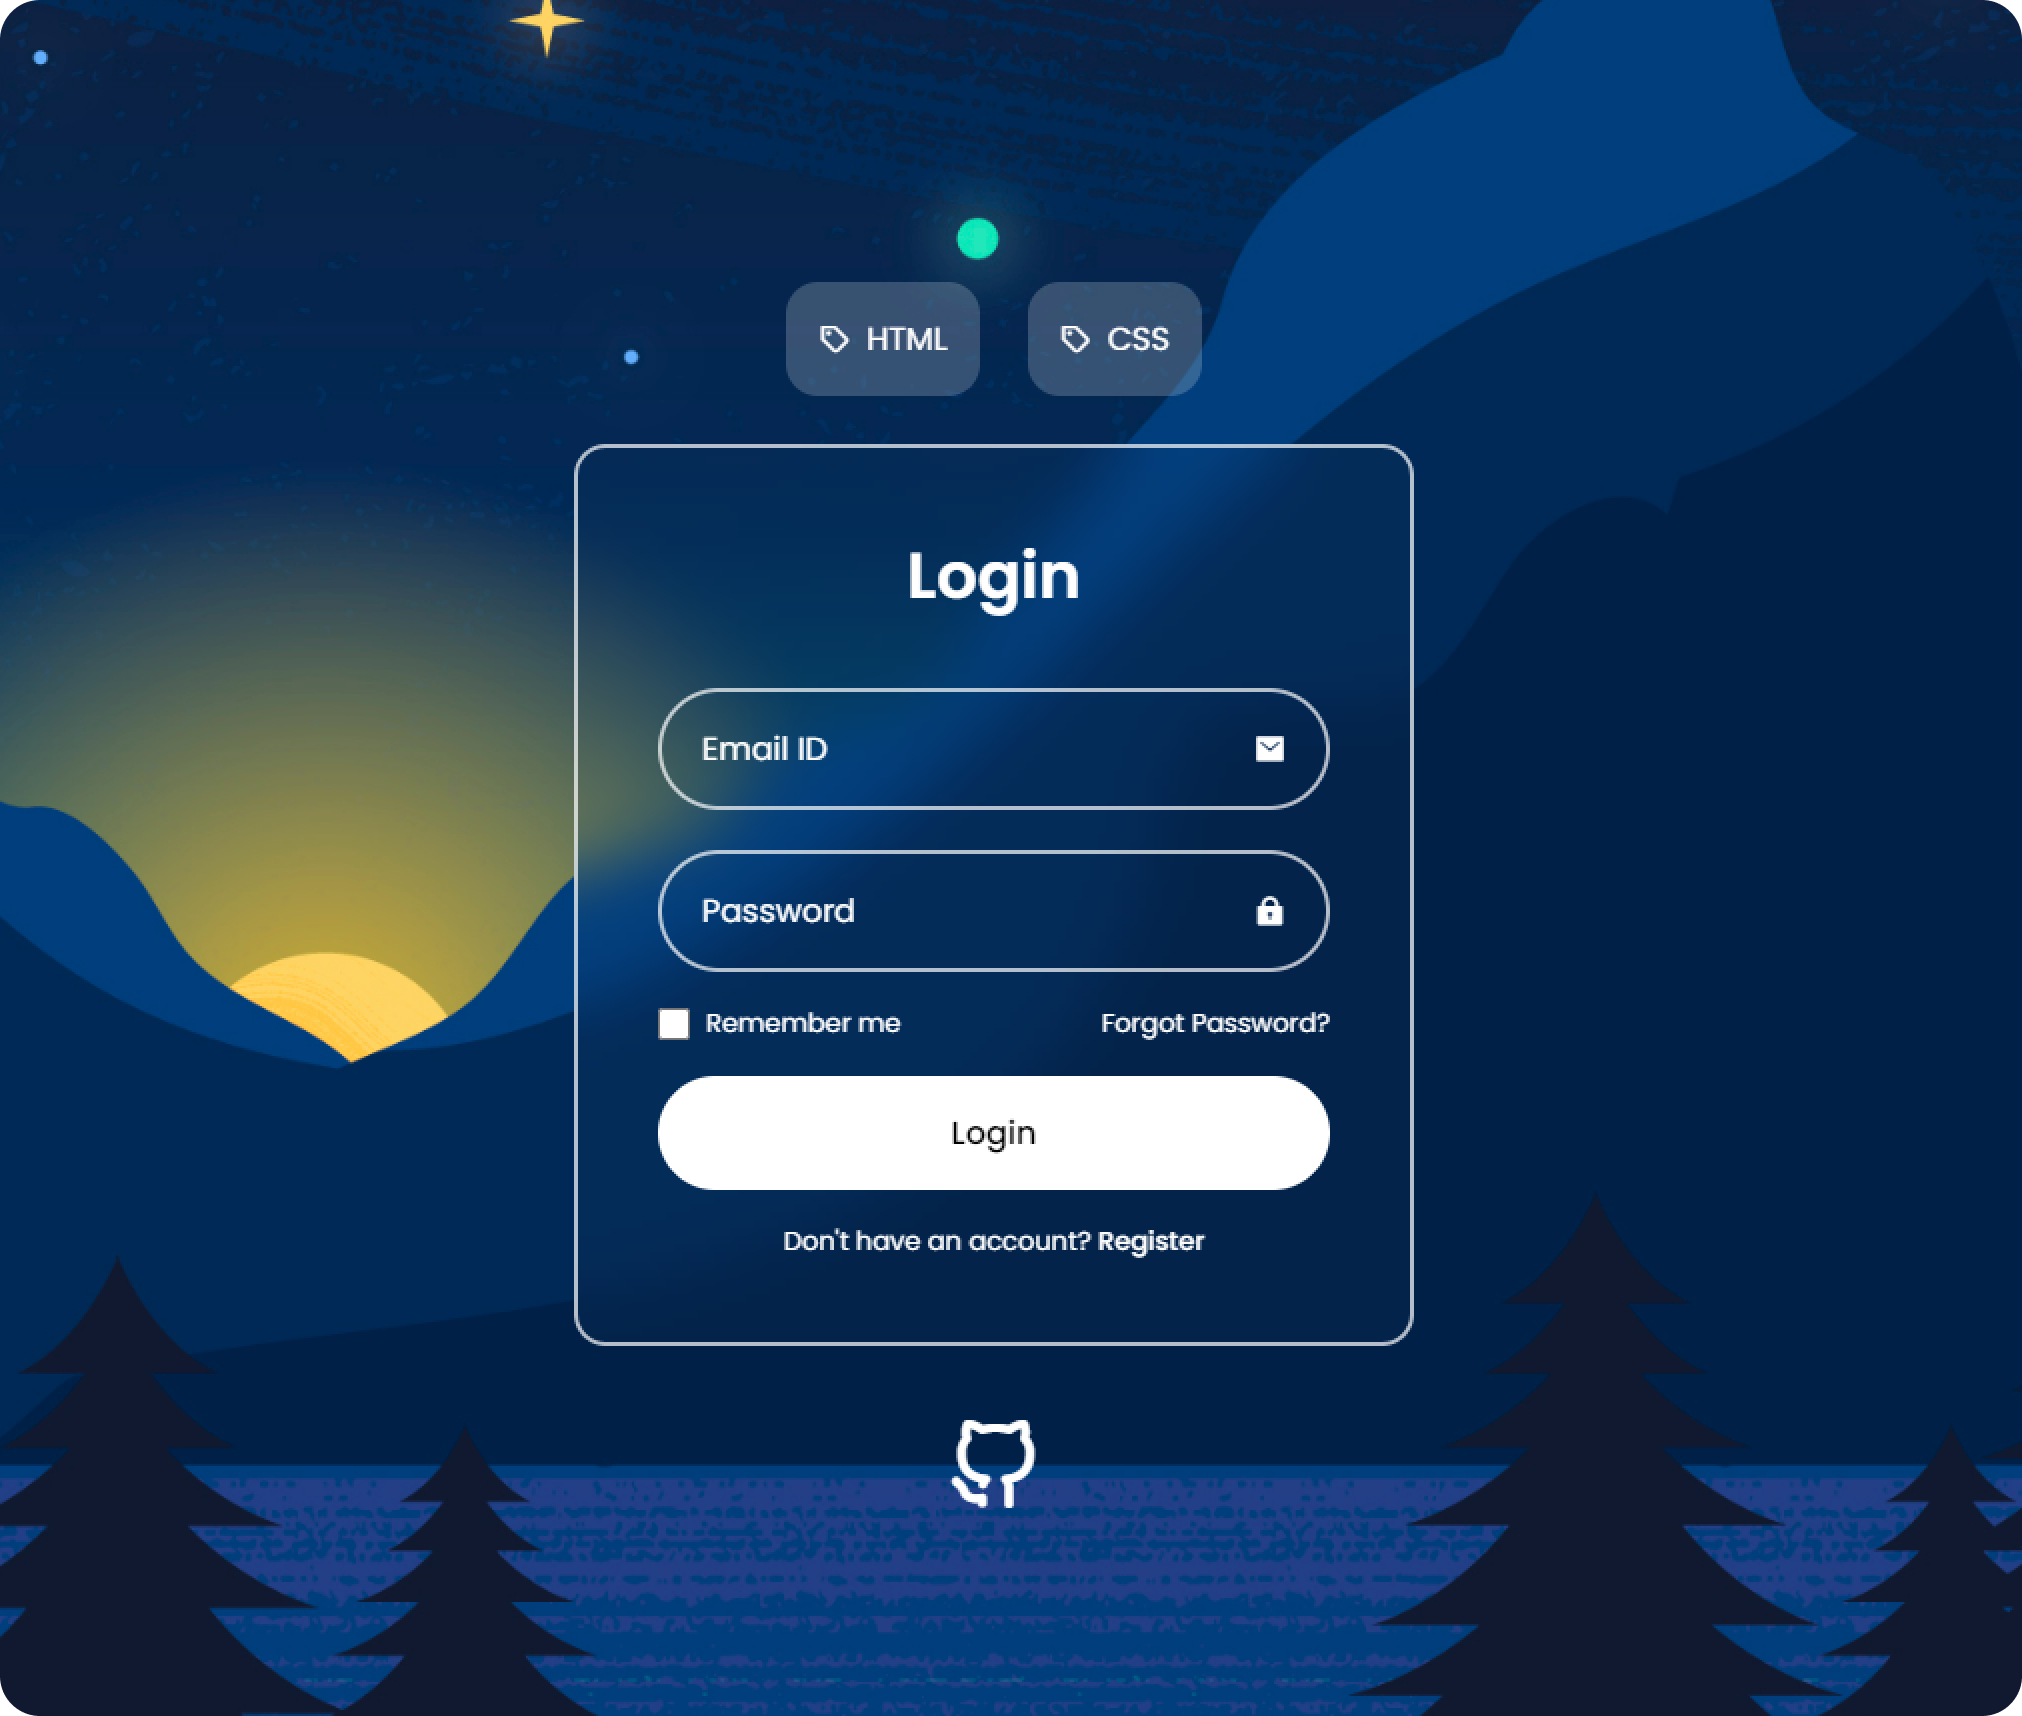 HTML CSS
Login
Email ID
Password
Remember me Forgot Password?
Login
Don't have an account? Register